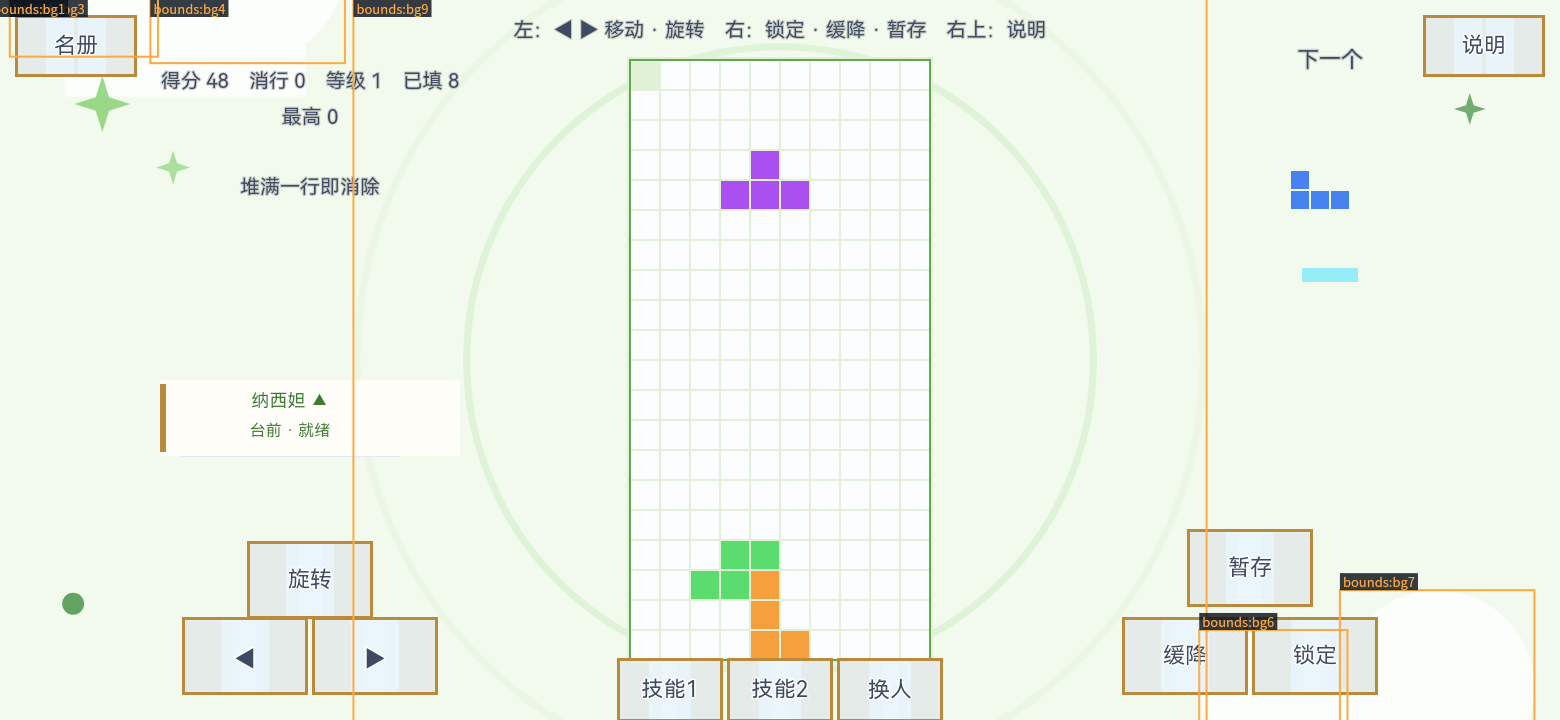 bounds:bg1
g3
bounds:bg4
bounds:bg9
名册
左: ◀ ▶ 移动 · 旋转 右: 锁定 · 缓降 · 暂存 右上: 说明
说明
下一个
得分 48 消行 0 等级 1 已填 8
最高 0
堆满一行即消除
纳西妲 ▲
台前 · 就绪
旋转
◀
▶
技能1
技能2
换人
暂存
缓降
锁定
bounds:bg6
bounds:bg7